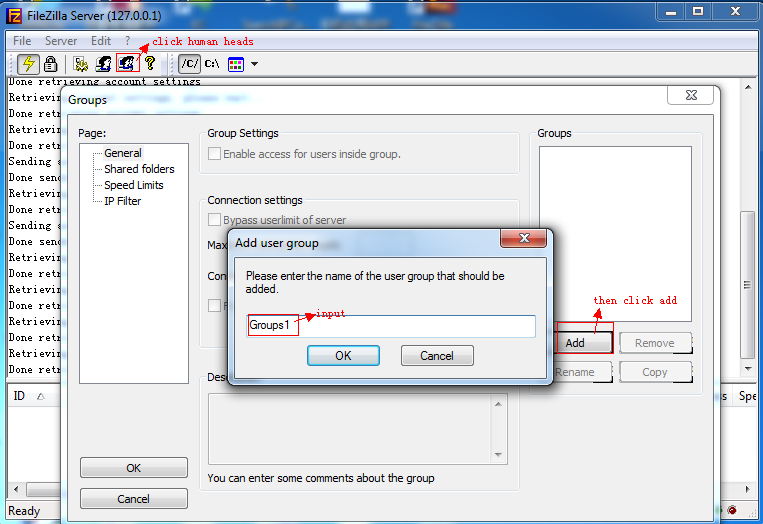 FileZilla Server (127.0.0.1)
File Server Edit ?
click human heads
/C/ C:\
Done retrieving account settings
Retrieving
Done retr
Retrievin
Done retr
Sending a
Done send
Retrievin
Done retr
Sending a
Done send
Retrievin
Done retr
Retrievin
Done retr
Retrievin
Done retr
Retrievin
Done retr
Groups
Page:
General
Shared folders
Speed Limits
IP Filter
Group Settings
Enable access for users inside group.
Connection settings
Bypass userlimit of server
Groups
Add user group
Please enter the name of the user group that should be
added.
Groups1
input
OK Cancel
then click add
Add Remove
Rename Copy
You can enter some comments about the group
OK
Cancel
ID
Ready